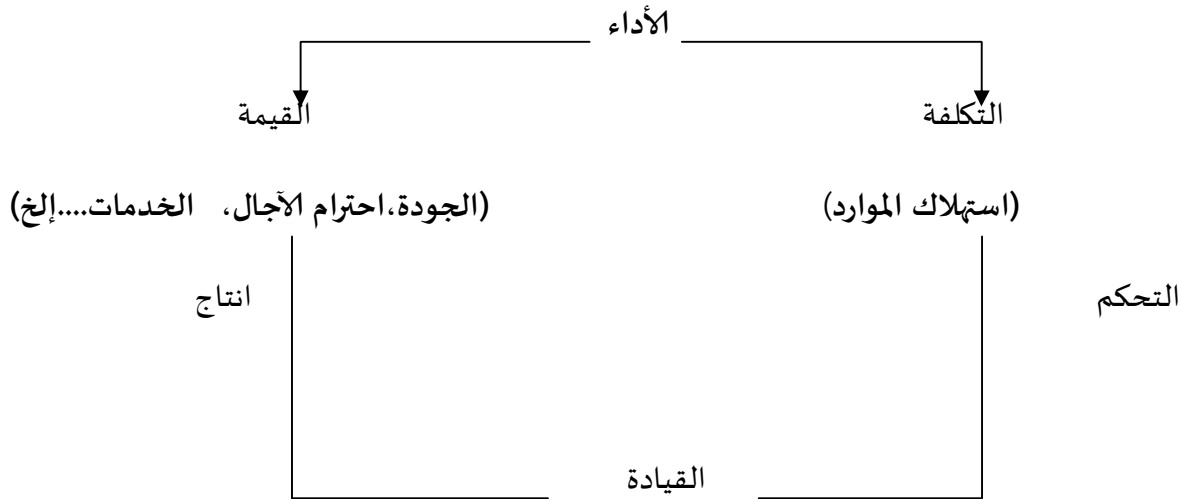 الأداء
التكلفة القيمة
(استهلاك الموارد) (الجودة،احترام الآجال، الخدمات....إلخ)
التحكم انتاج
القيادة